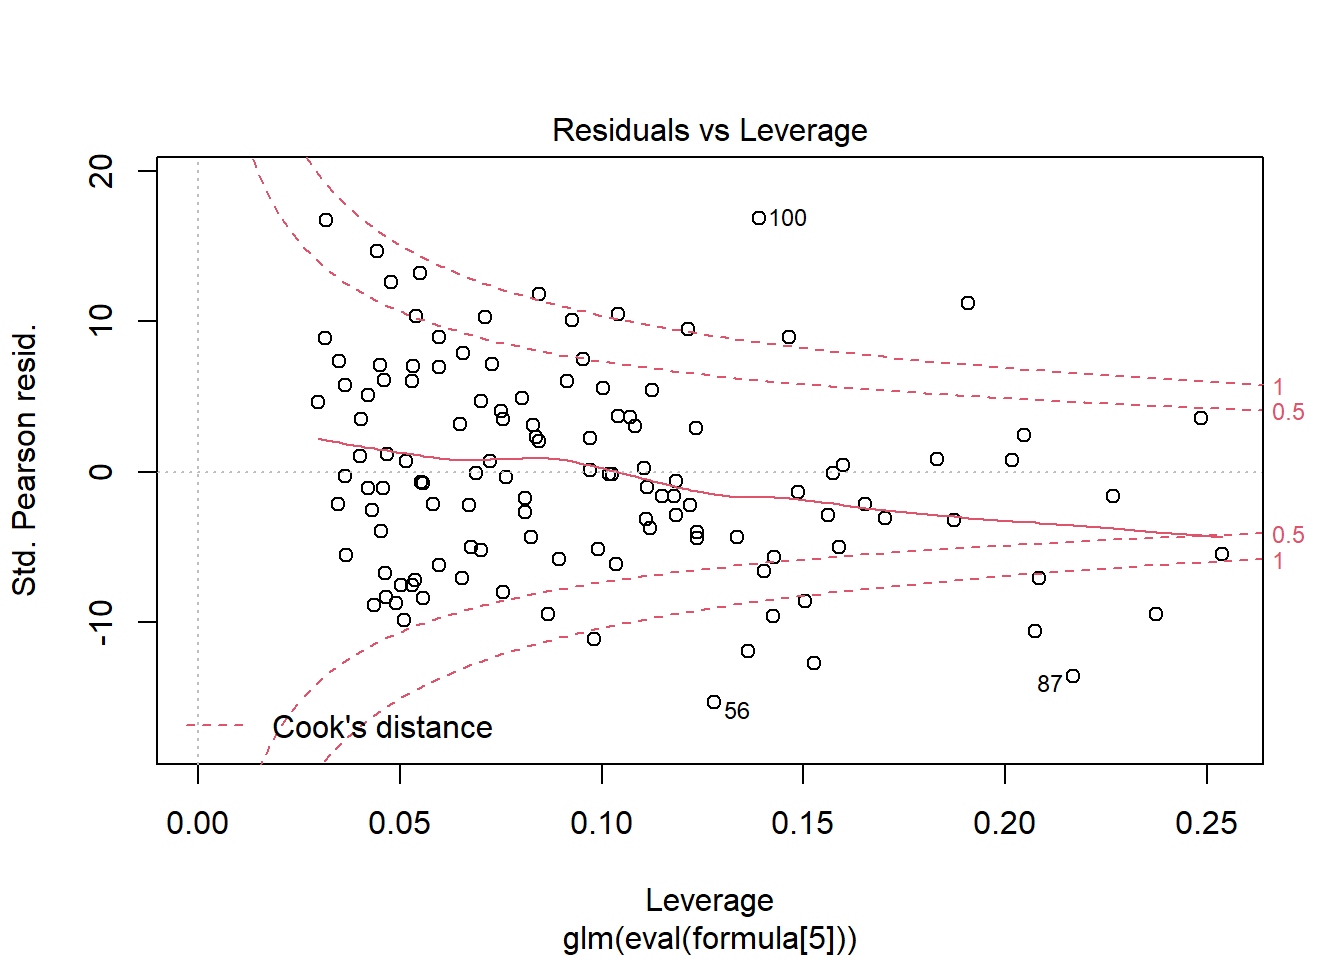 Residuals vs Leverage
Std. Pearson resid.
20
10
0
-10
100
1
0.5
0.5
1
87
56
Cook's distance
0.00 0.05 0.10 0.15 0.20 0.25
Leverage
glm(eval(formula[5]))